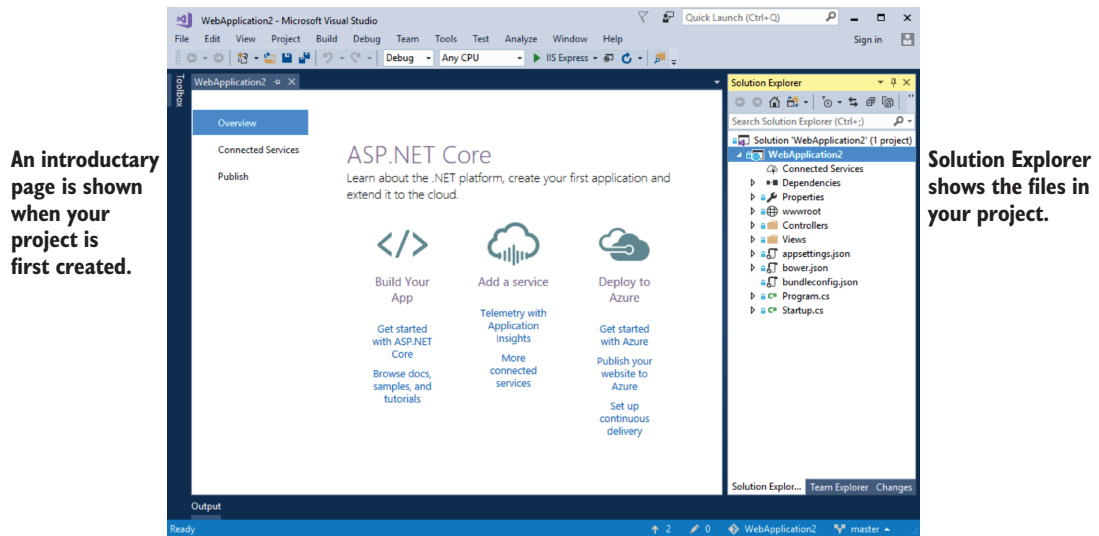 An introductary
page is shown
when your
project is
first created.
WebApplication2 - Microsoft Visual Studio
Quick Launch (Ctrl+Q)
File Edit View Project Build Debug Team Tools Test Analyze Window Help
Sign in
Debug Any CPU IIS Express
Toolbox
WebApplication2
Overview
Connected Services
Publish
ASP.NET Core
Learn about the .NET platform, create your first application and
extend it to the cloud.
Build Your
App
Get started
with ASP.NET
Core
Browse docs,
samples, and
tutorials
Add a service
Telemetry with
Application
Insights
More
connected
services
Deploy to
Azure
Get started
with Azure
Publish your
website to
Azure
Set up
continuous
delivery
Solution Explorer
Search Solution Explorer (Ctrl+;)
Solution 'WebApplication2' (1 project)
WebApplication2
Connected Services
Dependencies
Properties
wwwroot
Controllers
Views
appsettings.json
bower.json
bundleconfig.json
C# Program.cs
C# Startup.cs
Solution Explor... Team Explorer Changes
Output
Ready
2 0 WebApplication2 master
Solution Explorer
shows the files in
your project.